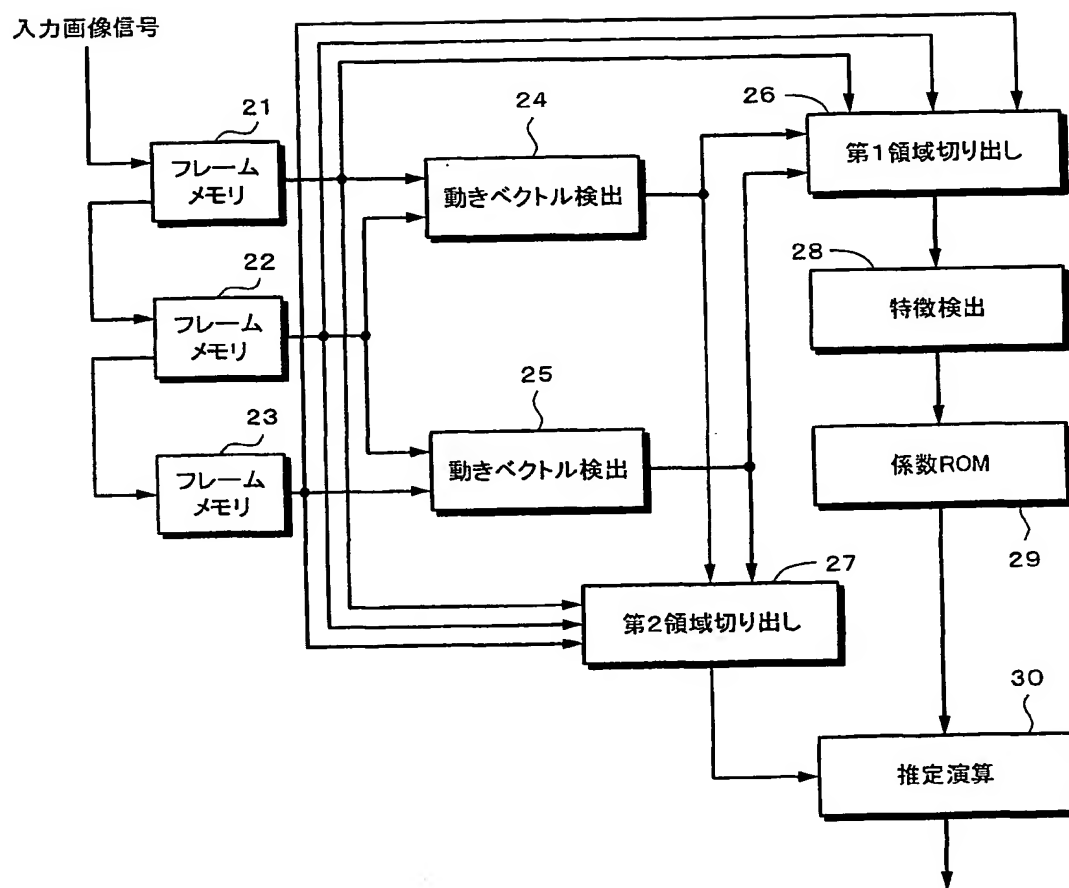 入力画像信号
21
フレーム
メモリ
22
フレーム
メモリ
23
フレーム
メモリ
24
動きベクトル検出
25
動きベクトル検出
26
第1領域切り出し
28
特徴検出
係数ROM
29
27
第2領域切り出し
30
推定演算